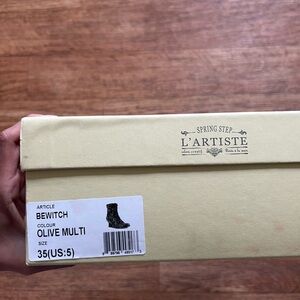 SPRING STEP
L'ARTISTE
ARTICLE
BEWITCH
COLOUR
OLIVE MULTI
SIZE
35(US:5)